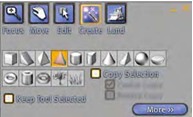 Focus Move Edit Create Land
Copy Selection
Keep Tool Selected
More >>